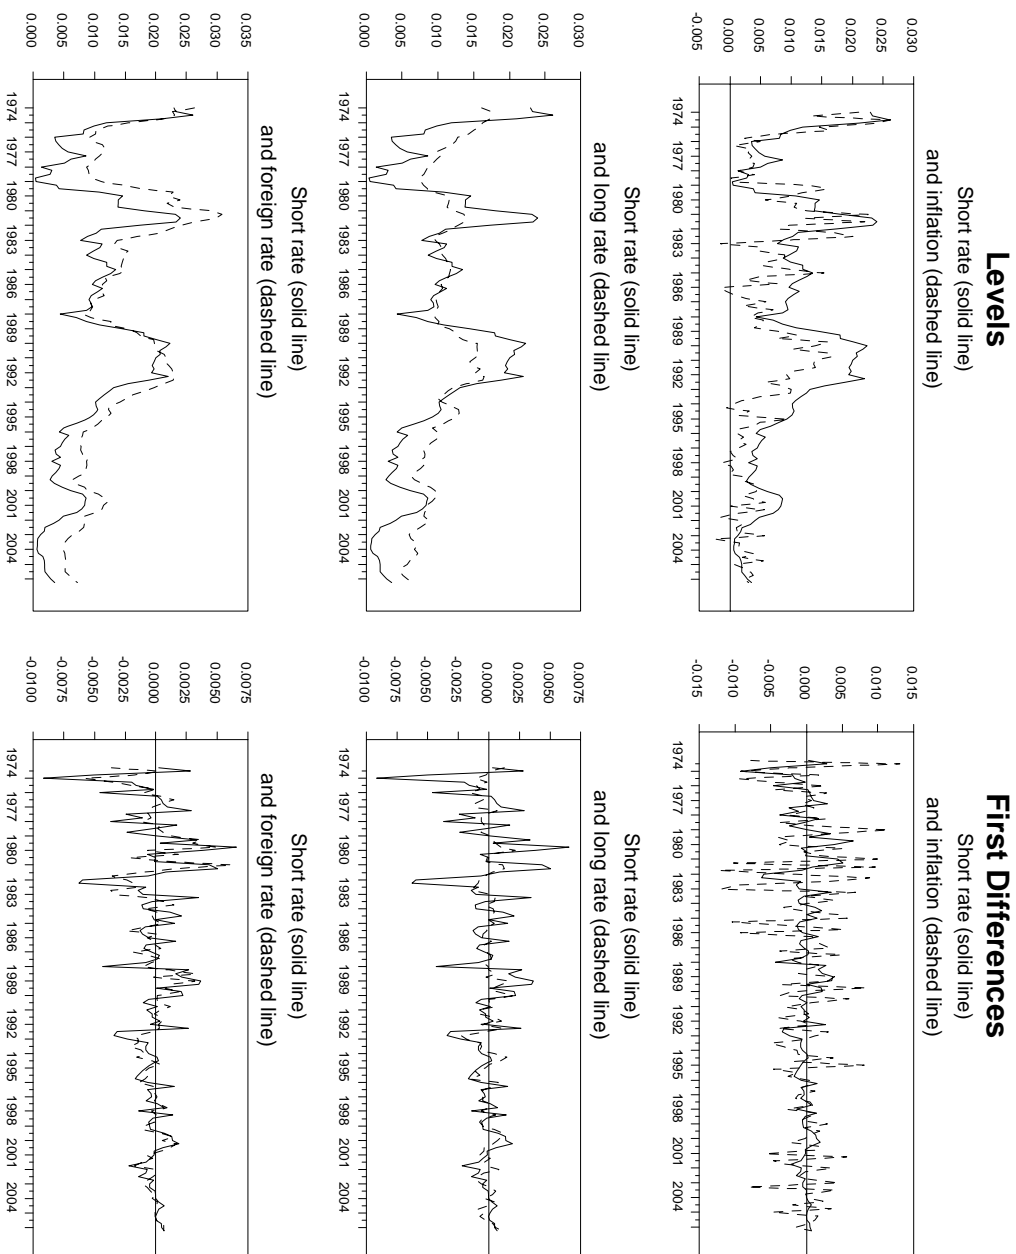 Levels
Short rate (solid line)
and inflation (dashed line)
0.030
0.025
0.020
0.015
0.010
0.005
0.000
-0.005
1974 1977 1980 1983 1986 1989 1992 1995 1998 2001 2004
Short rate (solid line)
and long rate (dashed line)
0.030
0.025
0.020
0.015
0.010
0.005
0.000
1974 1977 1980 1983 1986 1989 1992 1995 1998 2001 2004
Short rate (solid line)
and foreign rate (dashed line)
0.035
0.030
0.025
0.020
0.015
0.010
0.005
0.000
1974 1977 1980 1983 1986 1989 1992 1995 1998 2001 2004
First Differences
Short rate (solid line)
and inflation (dashed line)
0.015
0.010
0.005
0.000
-0.005
-0.010
-0.015
1974 1977 1980 1983 1986 1989 1992 1995 1998 2001 2004
Short rate (solid line)
and long rate (dashed line)
0.0075
0.0050
0.0025
0.0000
-0.0025
-0.0050
-0.0075
-0.0100
1974 1977 1980 1983 1986 1989 1992 1995 1998 2001 2004
Short rate (solid line)
and foreign rate (dashed line)
0.0075
0.0050
0.0025
0.0000
-0.0025
-0.0050
-0.0075
-0.0100
1974 1977 1980 1983 1986 1989 1992 1995 1998 2001 2004